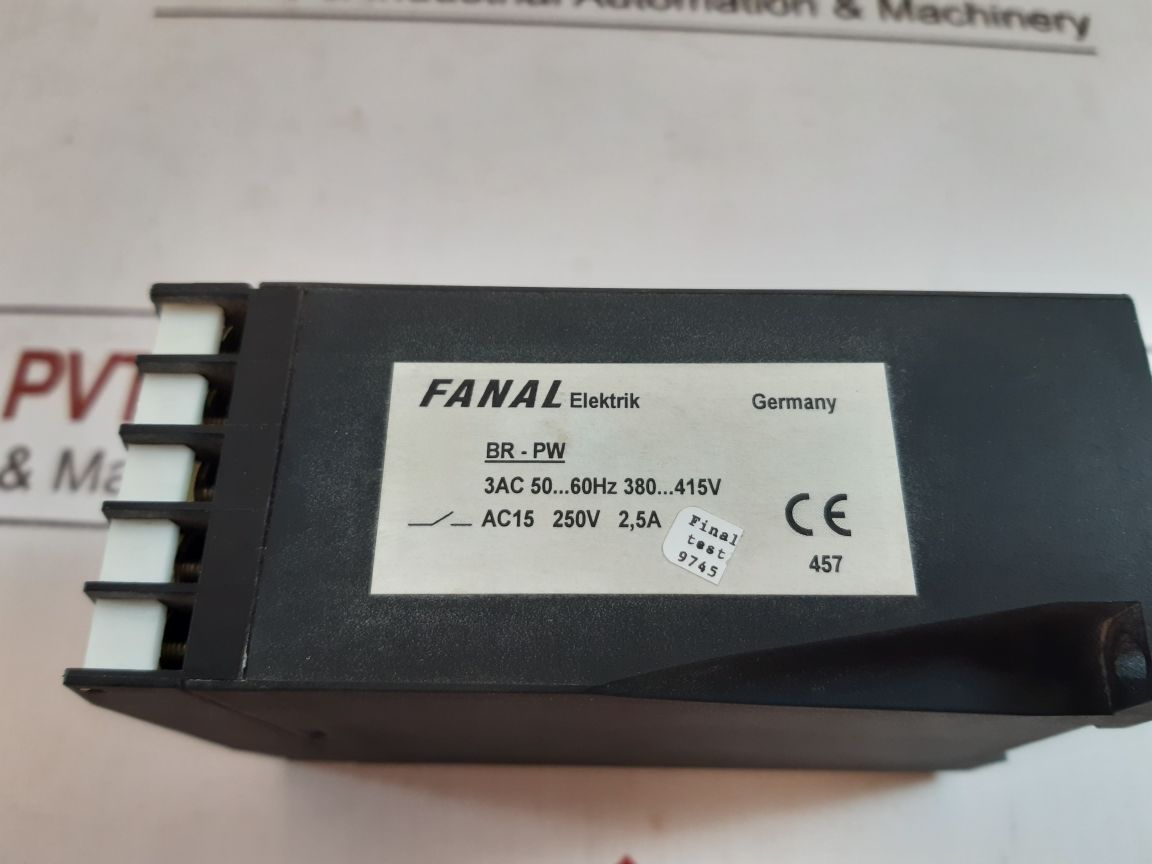 Industrial Automation & Machinery
PVT
& Ma
FANAL Elektrik Germany
BR - PW
3AC 50...60Hz 380...415V
AC15 250V 2,5A
Final
test
9745
CE
457